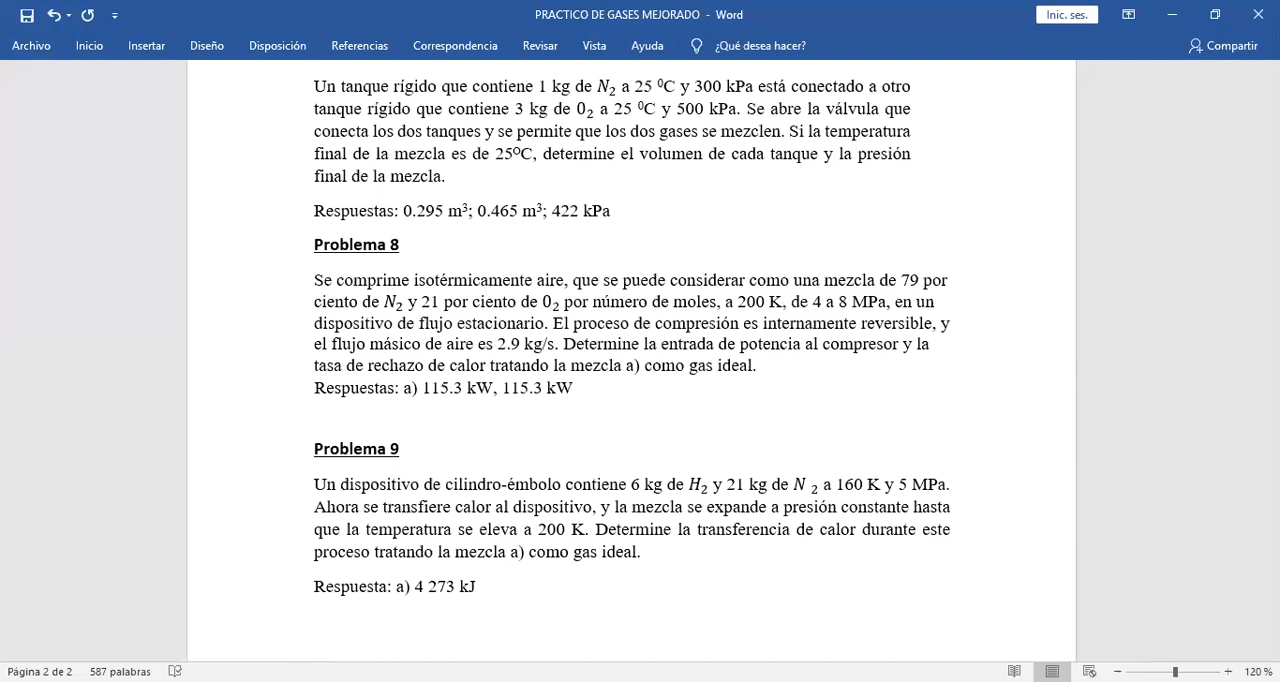 PRACTICO DE GASES MEJORADO - Word
Inic. ses.
Archivo Inicio Insertar Diseño Disposición Referencias Correspondencia Revisar Vista Ayuda ¿Qué desea hacer? Compartir
Un tanque rígido que contiene 1 kg de N₂ a 25 ⁰C y 300 kPa está conectado a otro
tanque rígido que contiene 3 kg de 0₂ a 25 ⁰C y 500 kPa. Se abre la válvula que
conecta los dos tanques y se permite que los dos gases se mezclen. Si la temperatura
final de la mezcla es de 25ºC, determine el volumen de cada tanque y la presión
final de la mezcla.
Respuestas: 0.295 m³; 0.465 m³; 422 kPa
Problema 8
Se comprime isotérmicamente aire, que se puede considerar como una mezcla de 79 por
ciento de N₂ y 21 por ciento de 0₂ por número de moles, a 200 K, de 4 a 8 MPa, en un
dispositivo de flujo estacionario. El proceso de compresión es internamente reversible, y
el flujo másico de aire es 2.9 kg/s. Determine la entrada de potencia al compresor y la
tasa de rechazo de calor tratando la mezcla a) como gas ideal.
Respuestas: a) 115.3 kW, 115.3 kW
Problema 9
Un dispositivo de cilindro-émbolo contiene 6 kg de H₂ y 21 kg de N ₂ a 160 K y 5 MPa.
Ahora se transfiere calor al dispositivo, y la mezcla se expande a presión constante hasta
que la temperatura se eleva a 200 K. Determine la transferencia de calor durante este
proceso tratando la mezcla a) como gas ideal.
Respuesta: a) 4 273 kJ
Página 2 de 2 587 palabras 120 %